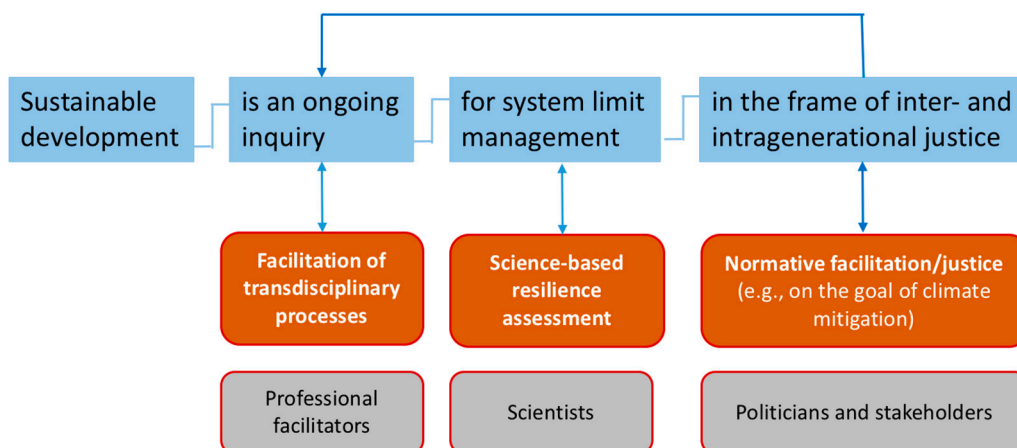 Sustainable
development
is an ongoing
inquiry
for system limit
management
in the frame of inter- and
intragenerational justice
Facilitation of
transdisciplinary
processes
Science-based
resilience
assessment
Normative facilitation/justice
(e.g., on the goal of climate
mitigation)
Professional
facilitators
Scientists
Politicians and stakeholders